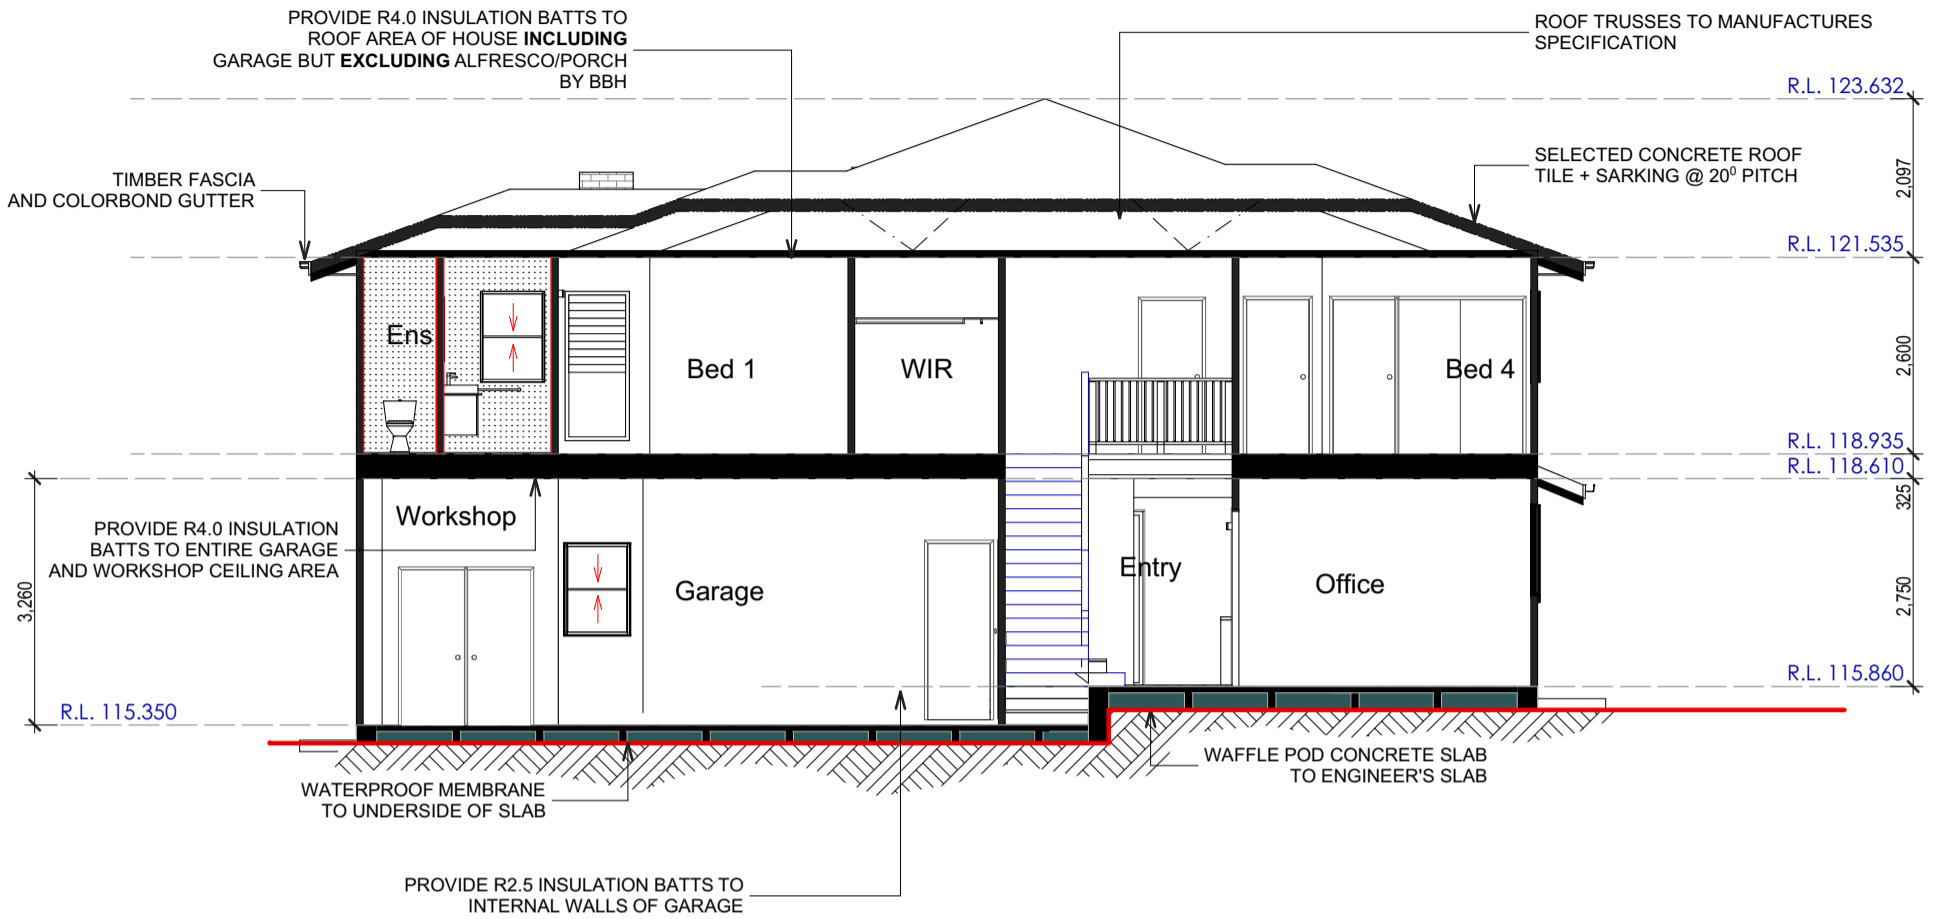 PROVIDE R4.0 INSULATION BATTS TO
ROOF AREA OF HOUSE INCLUDING
GARAGE BUT EXCLUDING ALFRESCO/PORCH
BY BBH
ROOF TRUSSES TO MANUFACTURES
SPECIFICATION
R.L. 123.632
TIMBER FASCIA
AND COLORBOND GUTTER
SELECTED CONCRETE ROOF
TILE + SARKING @ 20⁰ PITCH
2,097
R.L. 121.535
Ens
Bed 1
WIR
Bed 4
2,600
R.L. 118.935
R.L. 118.610
325
Workshop
PROVIDE R4.0 INSULATION
BATTS TO ENTIRE GARAGE
AND WORKSHOP CEILING AREA
Garage
Entry
Office
3,260
2,750
R.L. 115.860
R.L. 115.350
WATERPROOF MEMBRANE
TO UNDERSIDE OF SLAB
WAFFLE POD CONCRETE SLAB
TO ENGINEER'S SLAB
PROVIDE R2.5 INSULATION BATTS TO
INTERNAL WALLS OF GARAGE